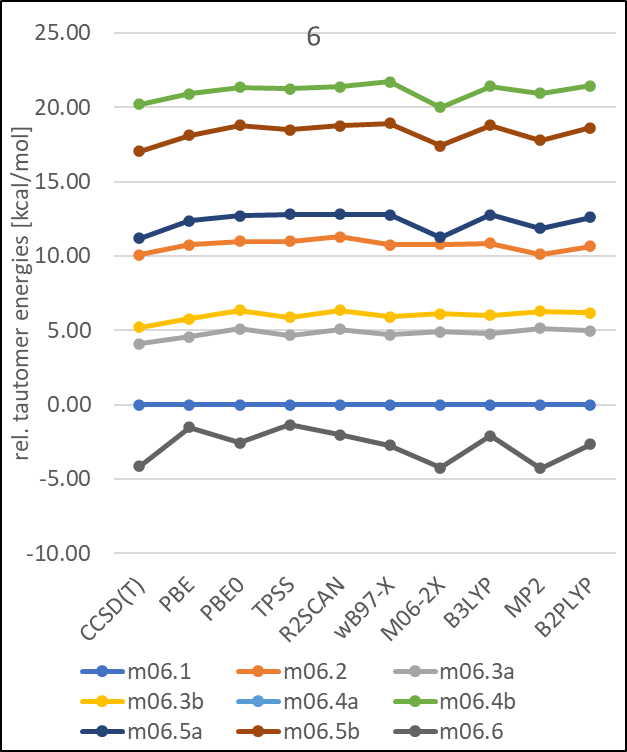 6
25.00
20.00
15.00
10.00
5.00
0.00
-5.00
-10.00
rel. tautomer energies [kcal/mol]
CCSD(T)
PBE
PBE0
TPSS
R2SCAN
wB97-X
M06-2X
B3LYP
MP2
B2PLYP
m06.1 m06.2 m06.3a
m06.3b m06.4a m06.4b
m06.5a m06.5b m06.6